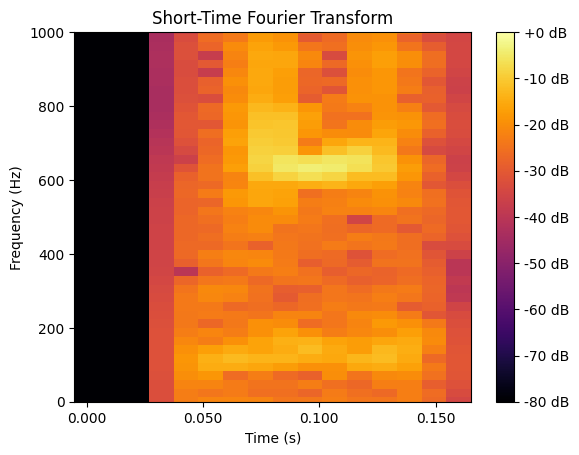 Short-Time Fourier Transform
1000
800
600
400
200
0
Frequency (Hz)
0.000
0.050
0.100
0.150
Time (s)
+0 dB
-10 dB
-20 dB
-30 dB
-40 dB
-50 dB
-60 dB
-70 dB
-80 dB